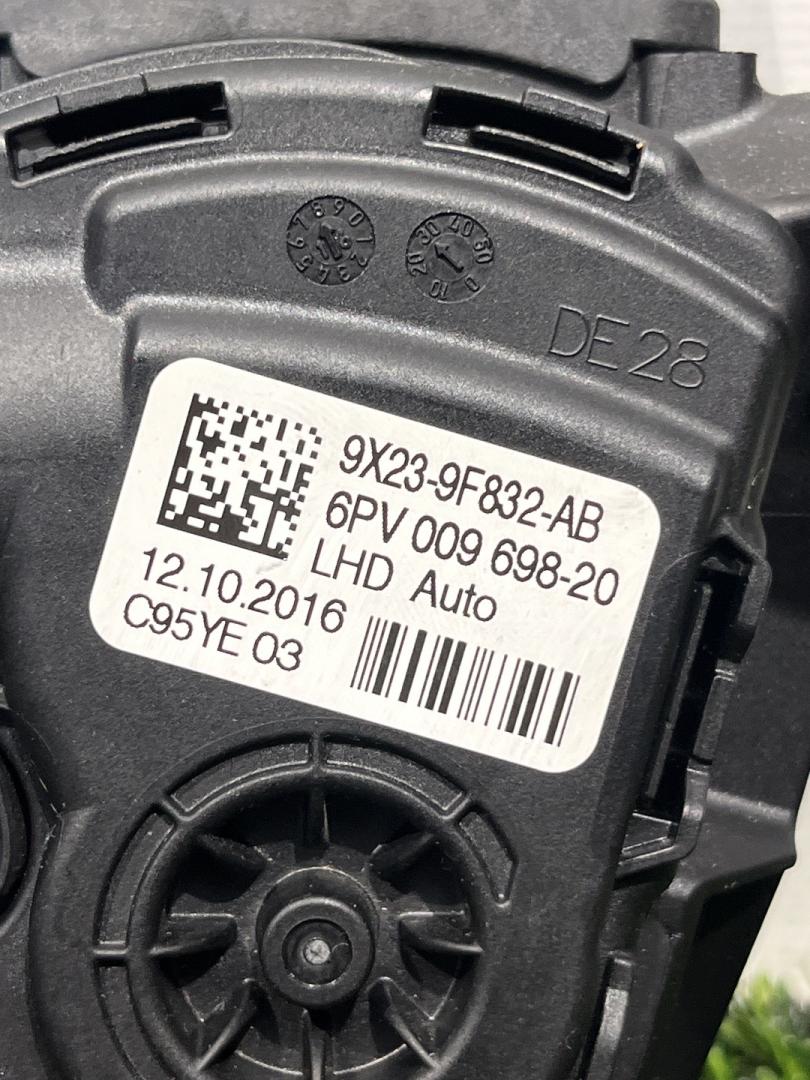 DE 28
9X23-9F832-AB
6PV 009 698-20
LHD Auto
12.10.2016
C95YE 03